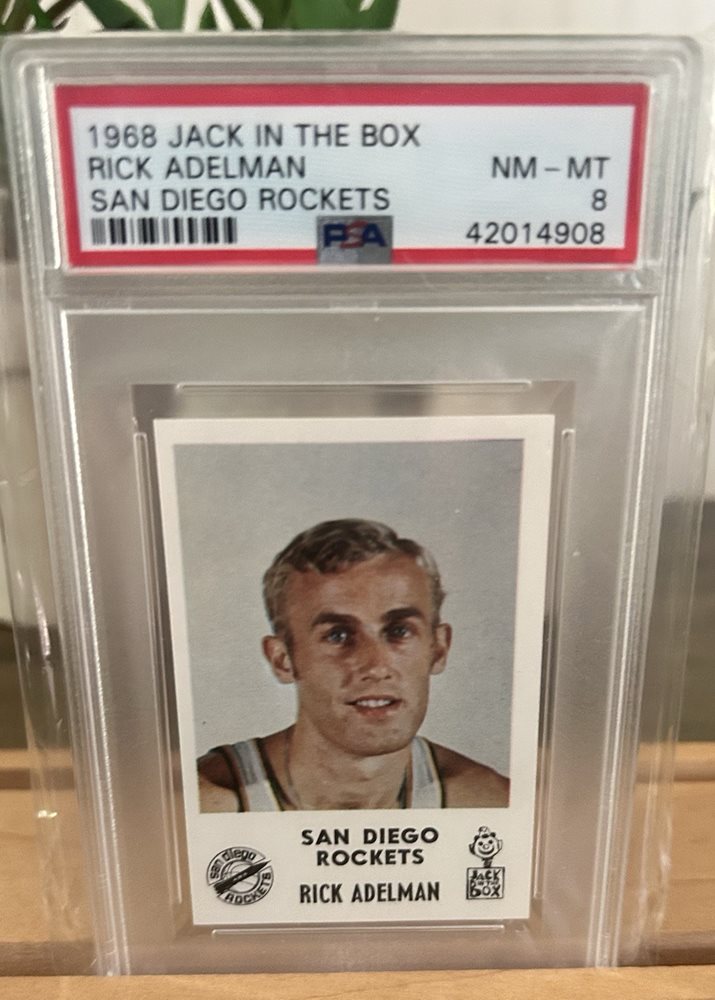 1968 JACK IN THE BOX
RICK ADELMAN NM - MT
SAN DIEGO ROCKETS 8
PSA 42014908
SAN DIEGO
ROCKETS
RICK ADELMAN
san diego
ROCKETS
JACK
IN THE
BOX